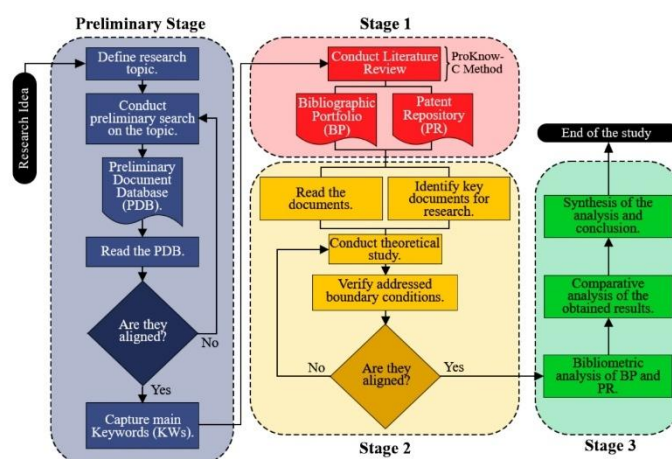 Preliminary Stage
Research Idea
Define research
topic.
Conduct
preliminary search
on the topic.
Preliminary
Document
Database
(PDB).
Read the PDB.
Are they
aligned?
No
Yes
Capture main
Keywords (KWs).
Stage 1
Conduct Literature
Review
ProKnow-
C Method
Bibliographic
Portfolio
(BP)
Patent
Repository
(PR)
Read the
documents.
Identify key
documents for
research.
Conduct theoretical
study.
Verify addressed
boundary conditions.
Are they
aligned?
No
Yes
Stage 2
End of the study
Synthesis of the
analysis and
conclusion.
Comparative
analysis of the
obtained results.
Bibliometric
analysis of BP and
PR.
Stage 3